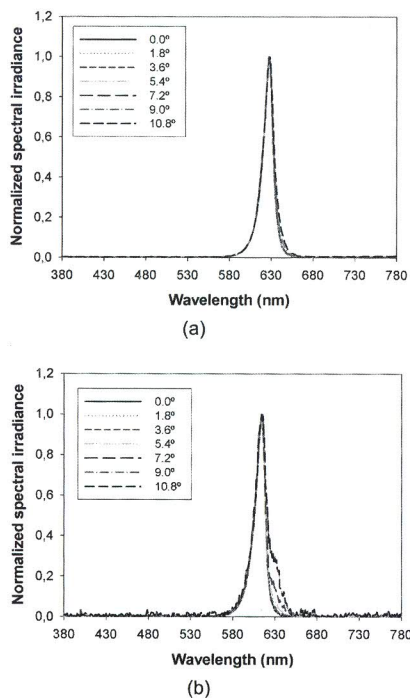 1,2
1,0
0,8
0,6
0,4
0,2
0,0
Normalized spectral irradiance
0.0º
1.8º
3.6º
5.4º
7.2º
9.0º
10.8º
380 430 480 530 580 630 680 730 780
Wavelength (nm)
(a)
1,2
1,0
0,8
0,6
0,4
0,2
0,0
Normalized spectral irradiance
0.0º
1.8º
3.6º
5.4º
7.2º
9.0º
10.8º
380 430 480 530 580 630 680 730 780
Wavelength (nm)
(b)